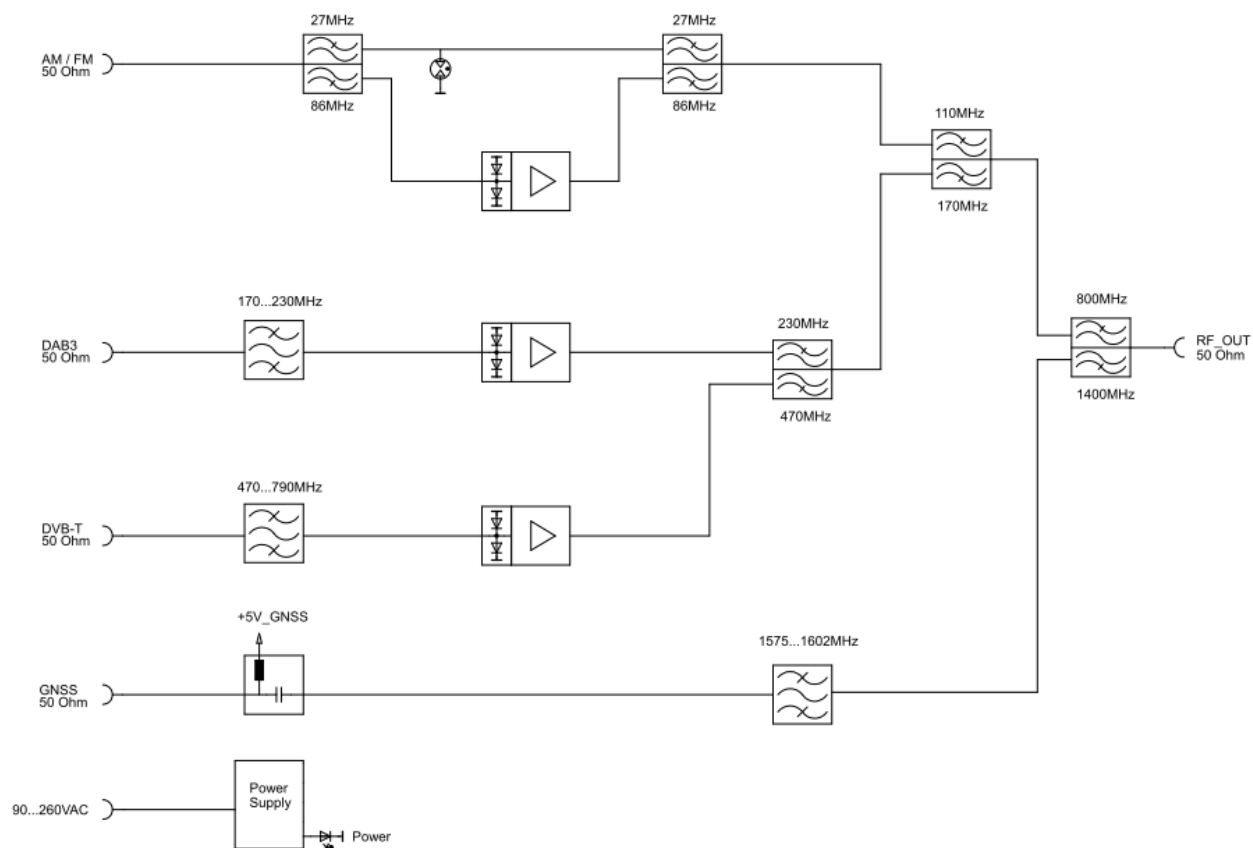 27MHz
27MHz
AM / FM
50 Ohm
86MHz
86MHz
110MHz
170MHz
170...230MHz
800MHz
230MHz
DAB3
50 Ohm
RF_OUT
50 Ohm
1400MHz
470MHz
470...790MHz
DVB-T
50 Ohm
+5V_GNSS
1575...1602MHz
GNSS
50 Ohm
Power
Supply
90...260VAC
Power